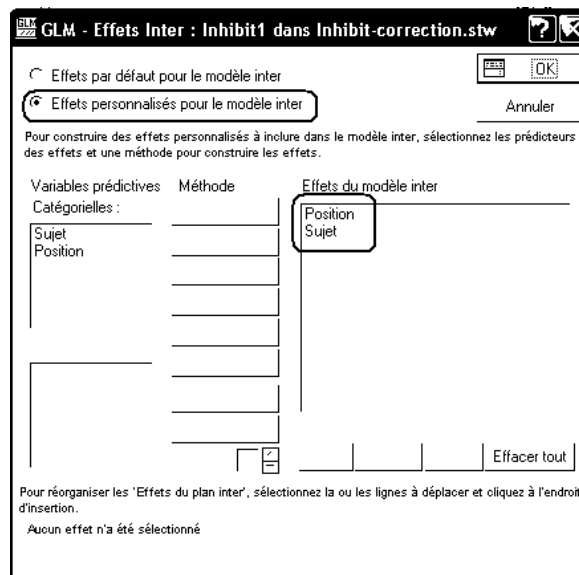 GLM - Effets Inter : Inhibit1 dans Inhibit-correction.stw
OK
Effets par défaut pour le modèle inter
Effets personnalisés pour le modèle inter
Annuler
Pour construire des effets personnalisés à inclure dans le modèle inter, sélectionnez les prédicteurs
des effets et une méthode pour construire les effets.
Variables prédictives Méthode Effets du modèle inter
Catégorielles :
Sujet
Position
Position
Sujet
Effacer tout
Pour réorganiser les 'Effets du plan inter', sélectionnez la ou les lignes à déplacer et cliquez à l'endroit
d'insertion.
Aucun effet n'a été sélectionné